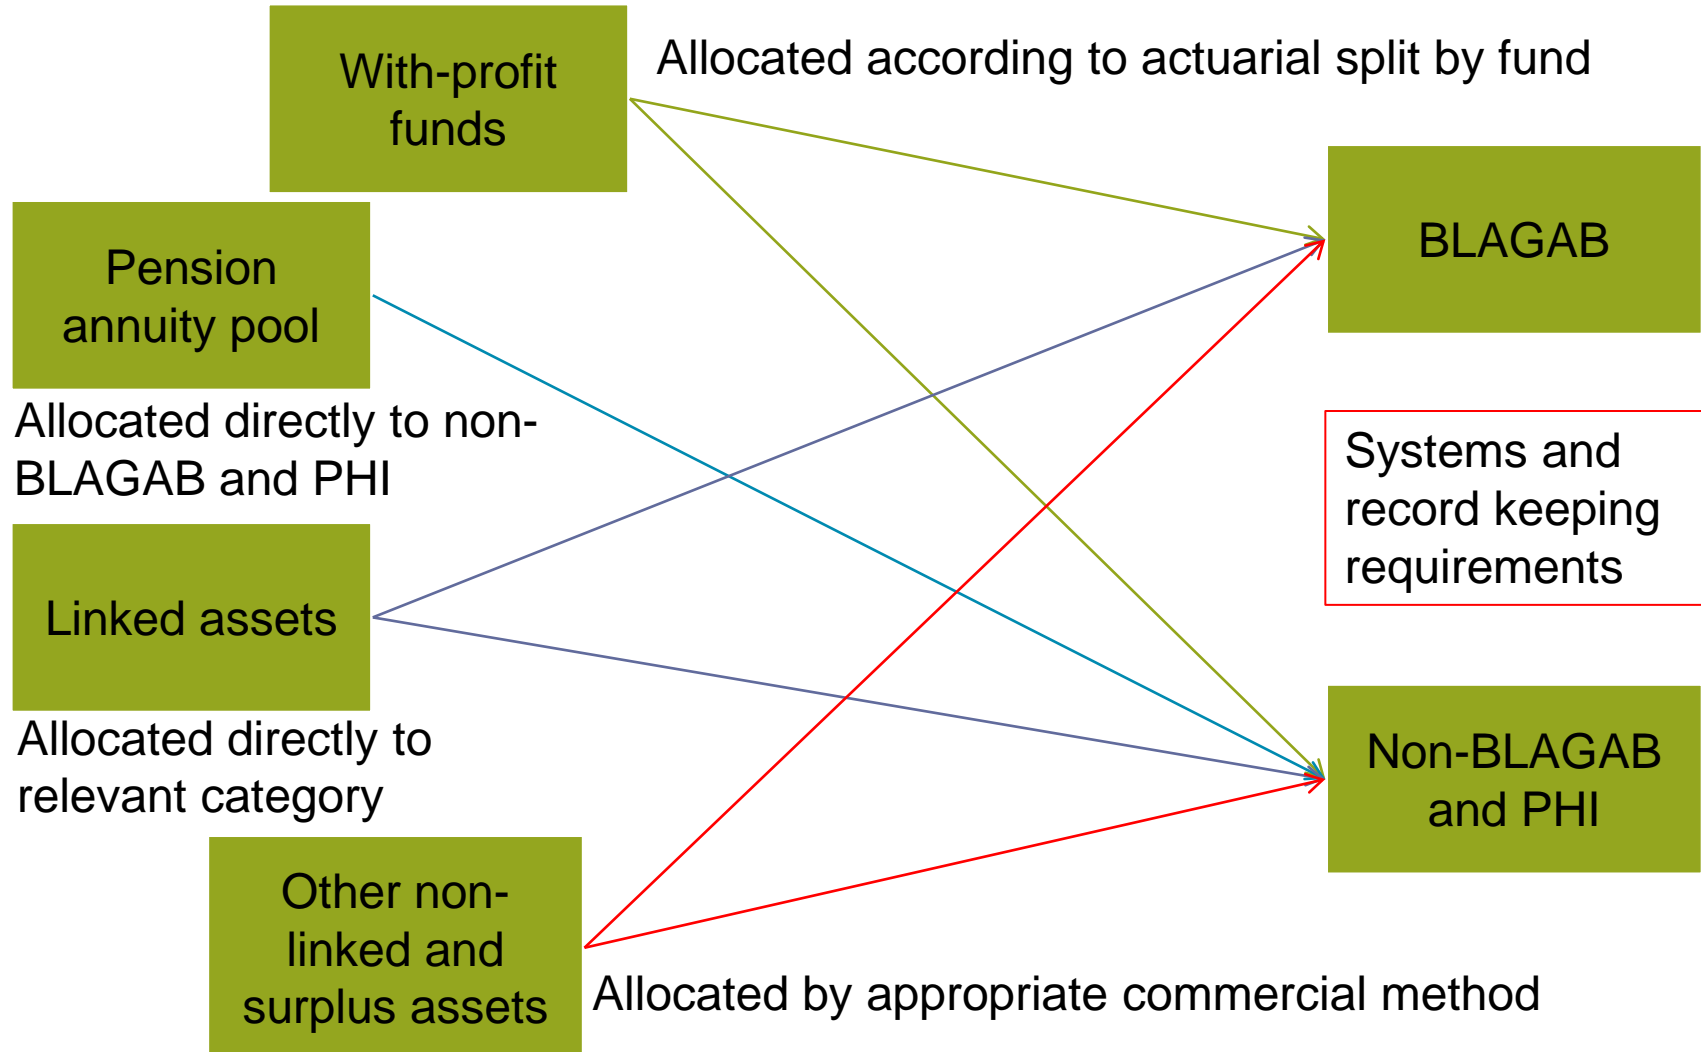 With-profit
funds
Allocated according to actuarial split by fund
Pension
annuity pool
Allocated directly to non-
BLAGAB and PHI
Linked assets
Allocated directly to
relevant category
Other non-
linked and
surplus assets
Allocated by appropriate commercial method
BLAGAB
Systems and
record keeping
requirements
Non-BLAGAB
and PHI